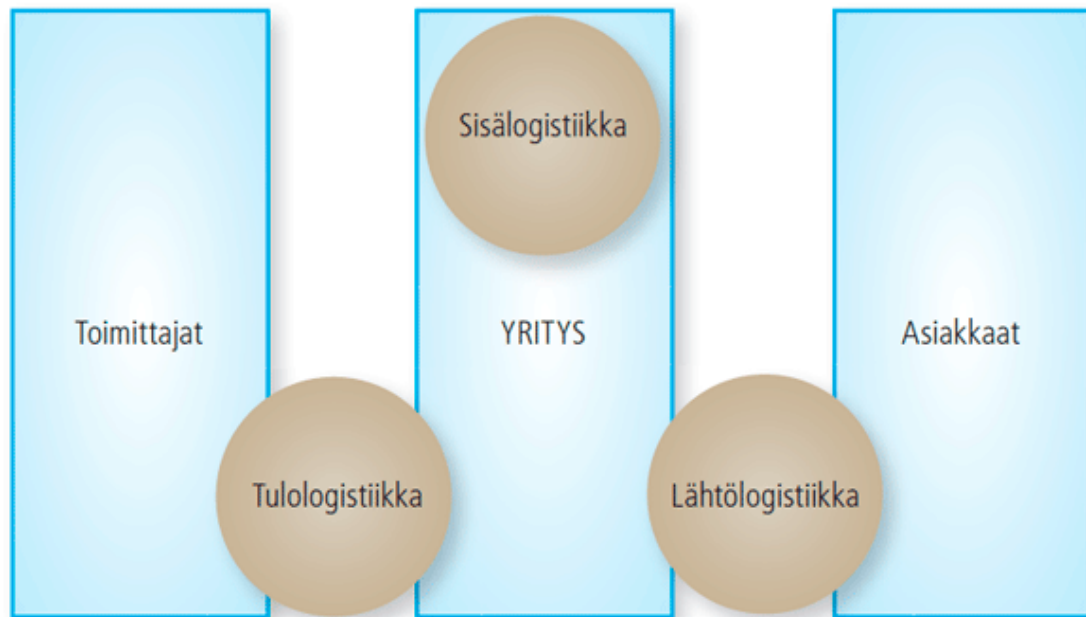 Sisälogistiikka
Toimittajat
YRITYS
Asiakkaat
Tulologistiikka
Lähtölogistiikka